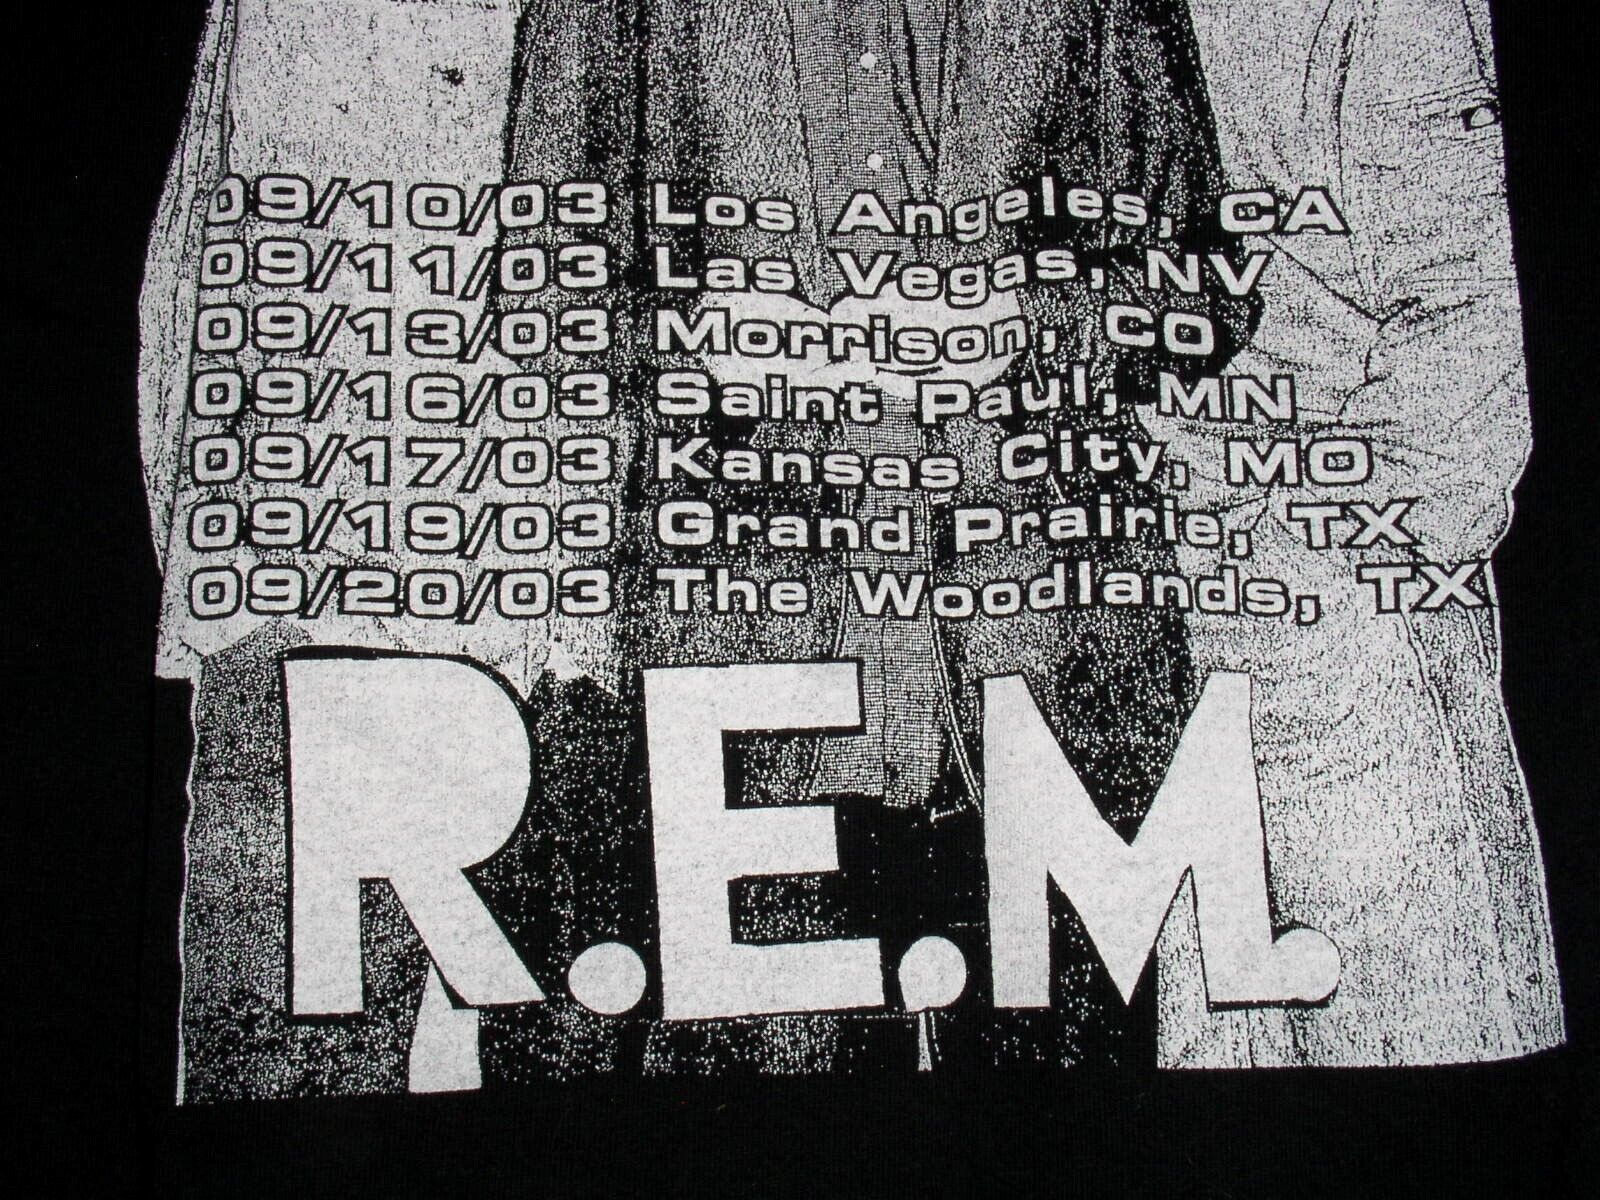 09/10/03 Los Angeles, CA
09/11/03 Las Vegas, NV
09/13/03 Morrison, CO
09/16/03 Saint Paul, MN
09/17/03 Kansas City, MO
09/19/03 Grand Prairie, TX
09/20/03 The Woodlands, TX
R.E.M.